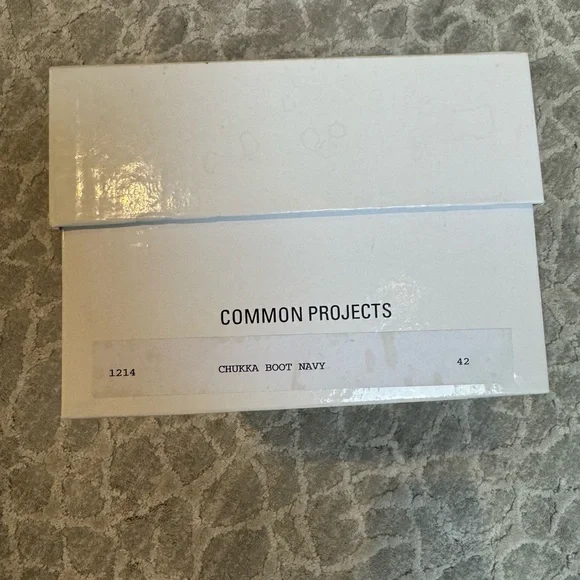 COMMON PROJECTS
1214 CHUKKA BOOT NAVY 42